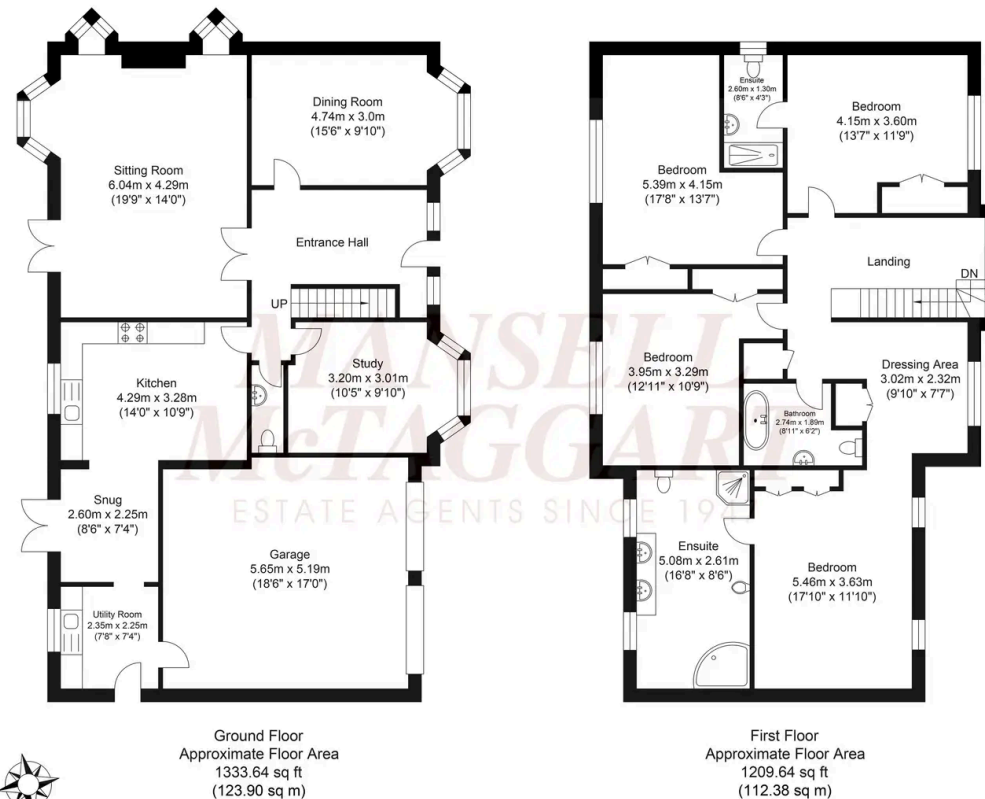 Sitting Room
6.04m x 4.29m
(19'9" x 14'0")
Dining Room
4.74m x 3.0m
(15'6" x 9'10")
Entrance Hall
UP
Kitchen
4.29m x 3.28m
(14'0" x 10'9")
Study
3.20m x 3.01m
(10'5" x 9'10")
Snug
2.60m x 2.25m
(8'6" x 7'4")
Garage
5.65m x 5.19m
(18'6" x 17'0")
Utility Room
2.35m x 2.25m
(7'8" x 7'4")
Ground Floor
Approximate Floor Area
1333.64 sq ft
(123.90 sq m)
Ensuite
2.60m x 1.30m
(8'6" x 4'3")
Bedroom
4.15m x 3.60m
(13'7" x 11'9")
Bedroom
5.39m x 4.15m
(17'8" x 13'7")
Landing
DN
Bedroom
3.95m x 3.29m
(12'11" x 10'9")
Dressing Area
3.02m x 2.32m
(9'10" x 7'7")
Bathroom
2.74m x 1.89m
(8'11" x 6'2")
Ensuite
5.08m x 2.61m
(16'8" x 8'6")
Bedroom
5.46m x 3.63m
(17'10" x 11'10")
First Floor
Approximate Floor Area
1209.64 sq ft
(112.38 sq m)
MANSELL
McTAGGART
ESTATE AGENTS SINCE